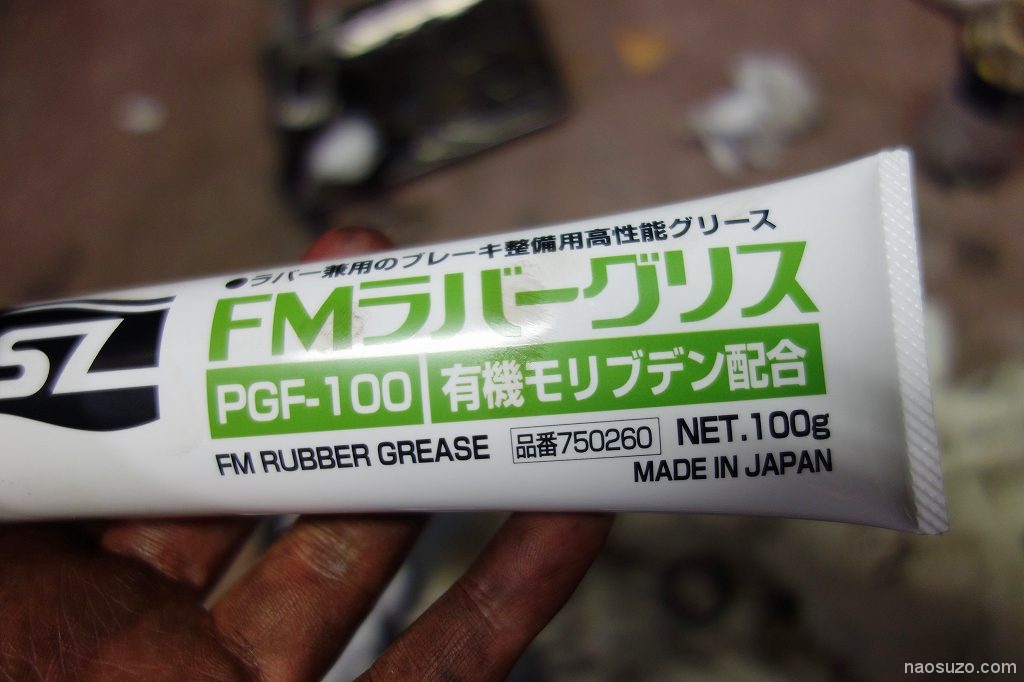 ●ラバー兼用のブレーキ整備用高性能グリース
FMラバーグリス
SZ
PGF-100 有機モリブデン配合
FM RUBBER GREASE 品番750260 NET.100g
MADE IN JAPAN
naosuzo.com